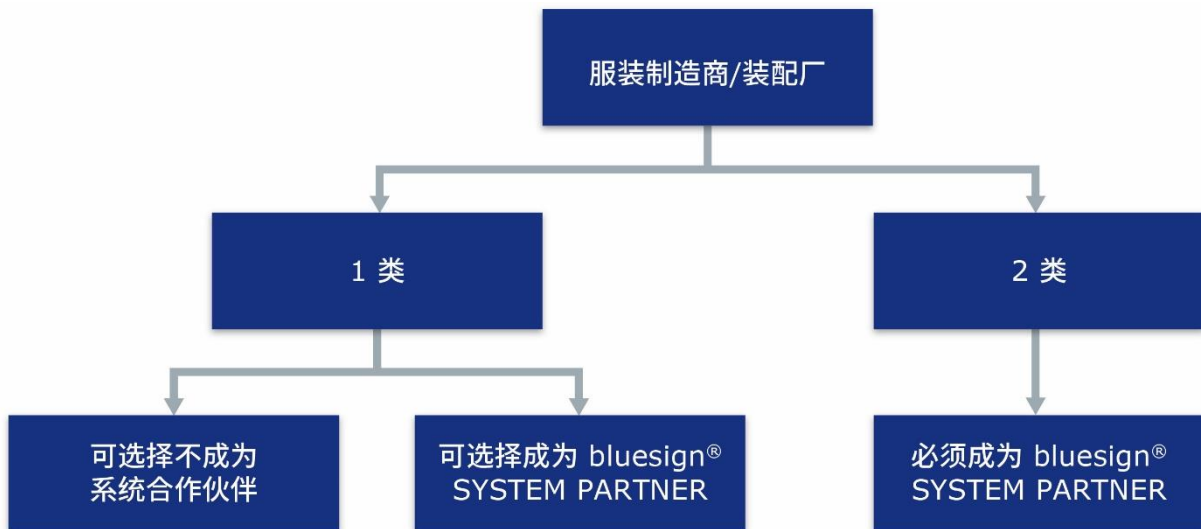 服装制造商/装配厂
1 类
2 类
可选择不成为
系统合作伙伴
可选择成为 bluesign®
SYSTEM PARTNER
必须成为 bluesign®
SYSTEM PARTNER